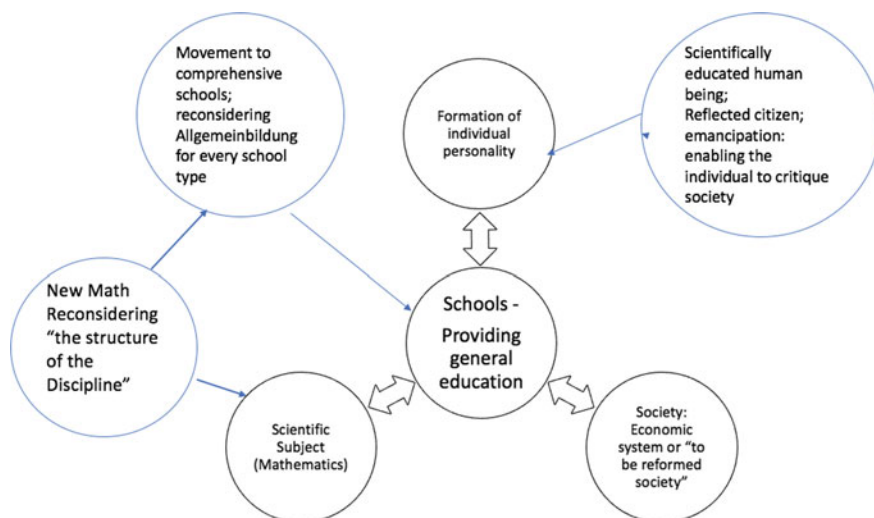 Movement to
comprehensive
schools;
reconsidering
Allgemeinbildung
for every school
type
Formation of
individual
personality
Scientifically
educated human
being;
Reflected citizen;
emancipation:
enabling the
individual to critique
society
New Math
Reconsidering
“the structure
of the
Discipline”
Schools -
Providing
general
education
Scientific
Subject
(Mathematics)
Society:
Economic
system or “to
be reformed
society”